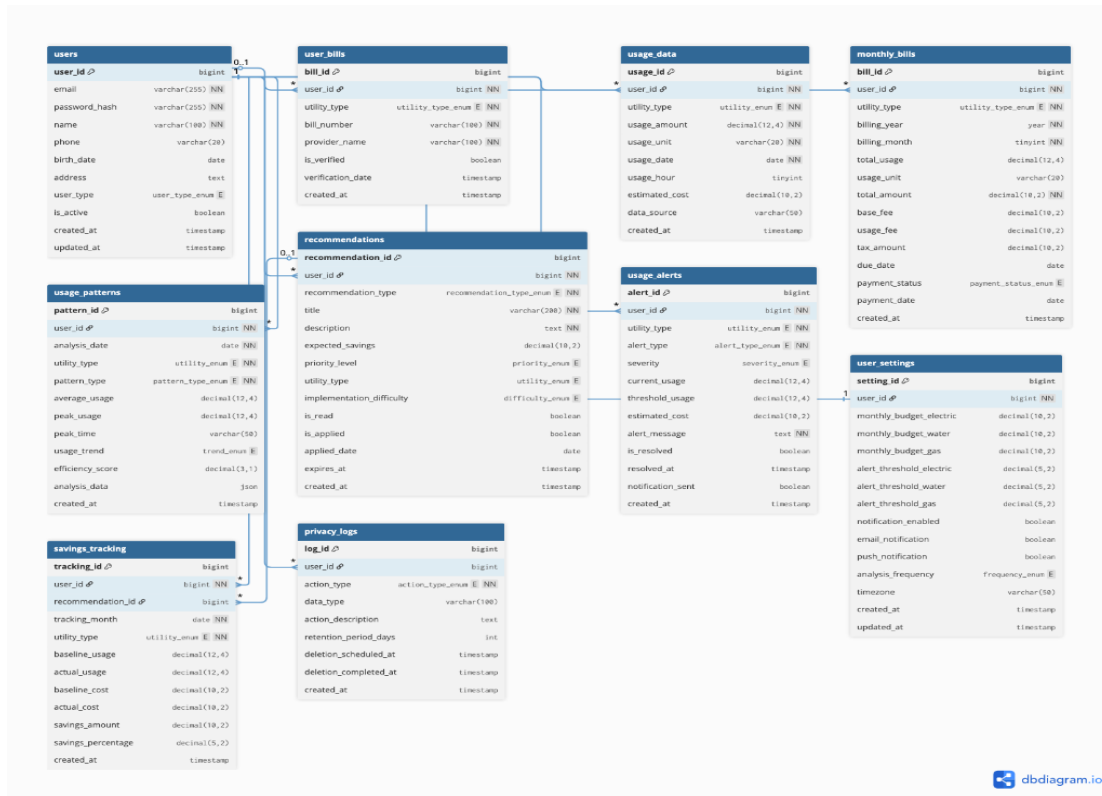 users
user_id bigint
email varchar(255) NN
password_hash varchar(255) NN
name varchar(100) NN
phone varchar(20)
birth_date date
address text
user_type user_type_enum E
is_active boolean
created_at timestamp
updated_at timestamp
0..1
1
user_bills
bill_id bigint
* user_id bigint NN
utility_type utility_type_enum E NN
bill_number varchar(100) NN
provider_name varchar(100) NN
is_verified boolean
verification_date timestamp
created_at timestamp
usage_data
usage_id bigint
* user_id bigint NN
utility_type utility_enum E NN
usage_amount decimal(12,4) NN
usage_unit varchar(20) NN
usage_date date NN
usage_hour tinyint
estimated_cost decimal(10,2)
data_source varchar(50)
created_at timestamp
monthly_bills
bill_id bigint
* user_id bigint NN
utility_type utility_type_enum E NN
billing_year year NN
billing_month tinyint NN
total_usage decimal(12,4)
usage_unit varchar(20)
total_amount decimal(10,2) NN
base_fee decimal(10,2)
usage_fee decimal(10,2)
tax_amount decimal(10,2)
due_date date
payment_status payment_status_enum E
payment_date date
created_at timestamp
usage_patterns
pattern_id bigint
user_id bigint NN *
analysis_date date NN
utility_type utility_enum E NN
pattern_type pattern_type_enum E NN
average_usage decimal(12,4)
peak_usage decimal(12,4)
peak_time varchar(50)
usage_trend trend_enum E
efficiency_score decimal(3,1)
analysis_data json
created_at timestamp
recommendations
0..1 recommendation_id bigint
* user_id bigint NN
recommendation_type recommendation_type_enum E NN
title varchar(200) NN
description text NN
expected_savings decimal(10,2)
priority_level priority_enum E
utility_type utility_enum E
implementation_difficulty difficulty_enum E
is_read boolean
is_applied boolean
applied_date date
expires_at timestamp
created_at timestamp
usage_alerts
alert_id bigint
* user_id bigint NN
utility_type utility_enum E NN
alert_type alert_type_enum E NN
severity severity_enum E
current_usage decimal(12,4)
threshold_usage decimal(12,4)
estimated_cost decimal(10,2)
alert_message text NN
is_resolved boolean
resolved_at timestamp
notification_sent boolean
created_at timestamp
user_settings
setting_id bigint
1 user_id bigint NN
monthly_budget_electric decimal(10,2)
monthly_budget_water decimal(10,2)
monthly_budget_gas decimal(10,2)
alert_threshold_electric decimal(5,2)
alert_threshold_water decimal(5,2)
alert_threshold_gas decimal(5,2)
notification_enabled boolean
email_notification boolean
push_notification boolean
analysis_frequency frequency_enum E
timezone varchar(50)
created_at timestamp
updated_at timestamp
savings_tracking
tracking_id bigint
user_id bigint NN *
recommendation_id bigint *
tracking_month date NN
utility_type utility_enum E NN
baseline_usage decimal(12,4)
actual_usage decimal(12,4)
baseline_cost decimal(10,2)
actual_cost decimal(10,2)
savings_amount decimal(10,2)
savings_percentage decimal(5,2)
created_at timestamp
privacy_logs
log_id bigint
* user_id bigint
action_type action_type_enum E NN
data_type varchar(100)
action_description text
retention_period_days int
deletion_scheduled_at timestamp
deletion_completed_at timestamp
created_at timestamp
dbdiagram.io